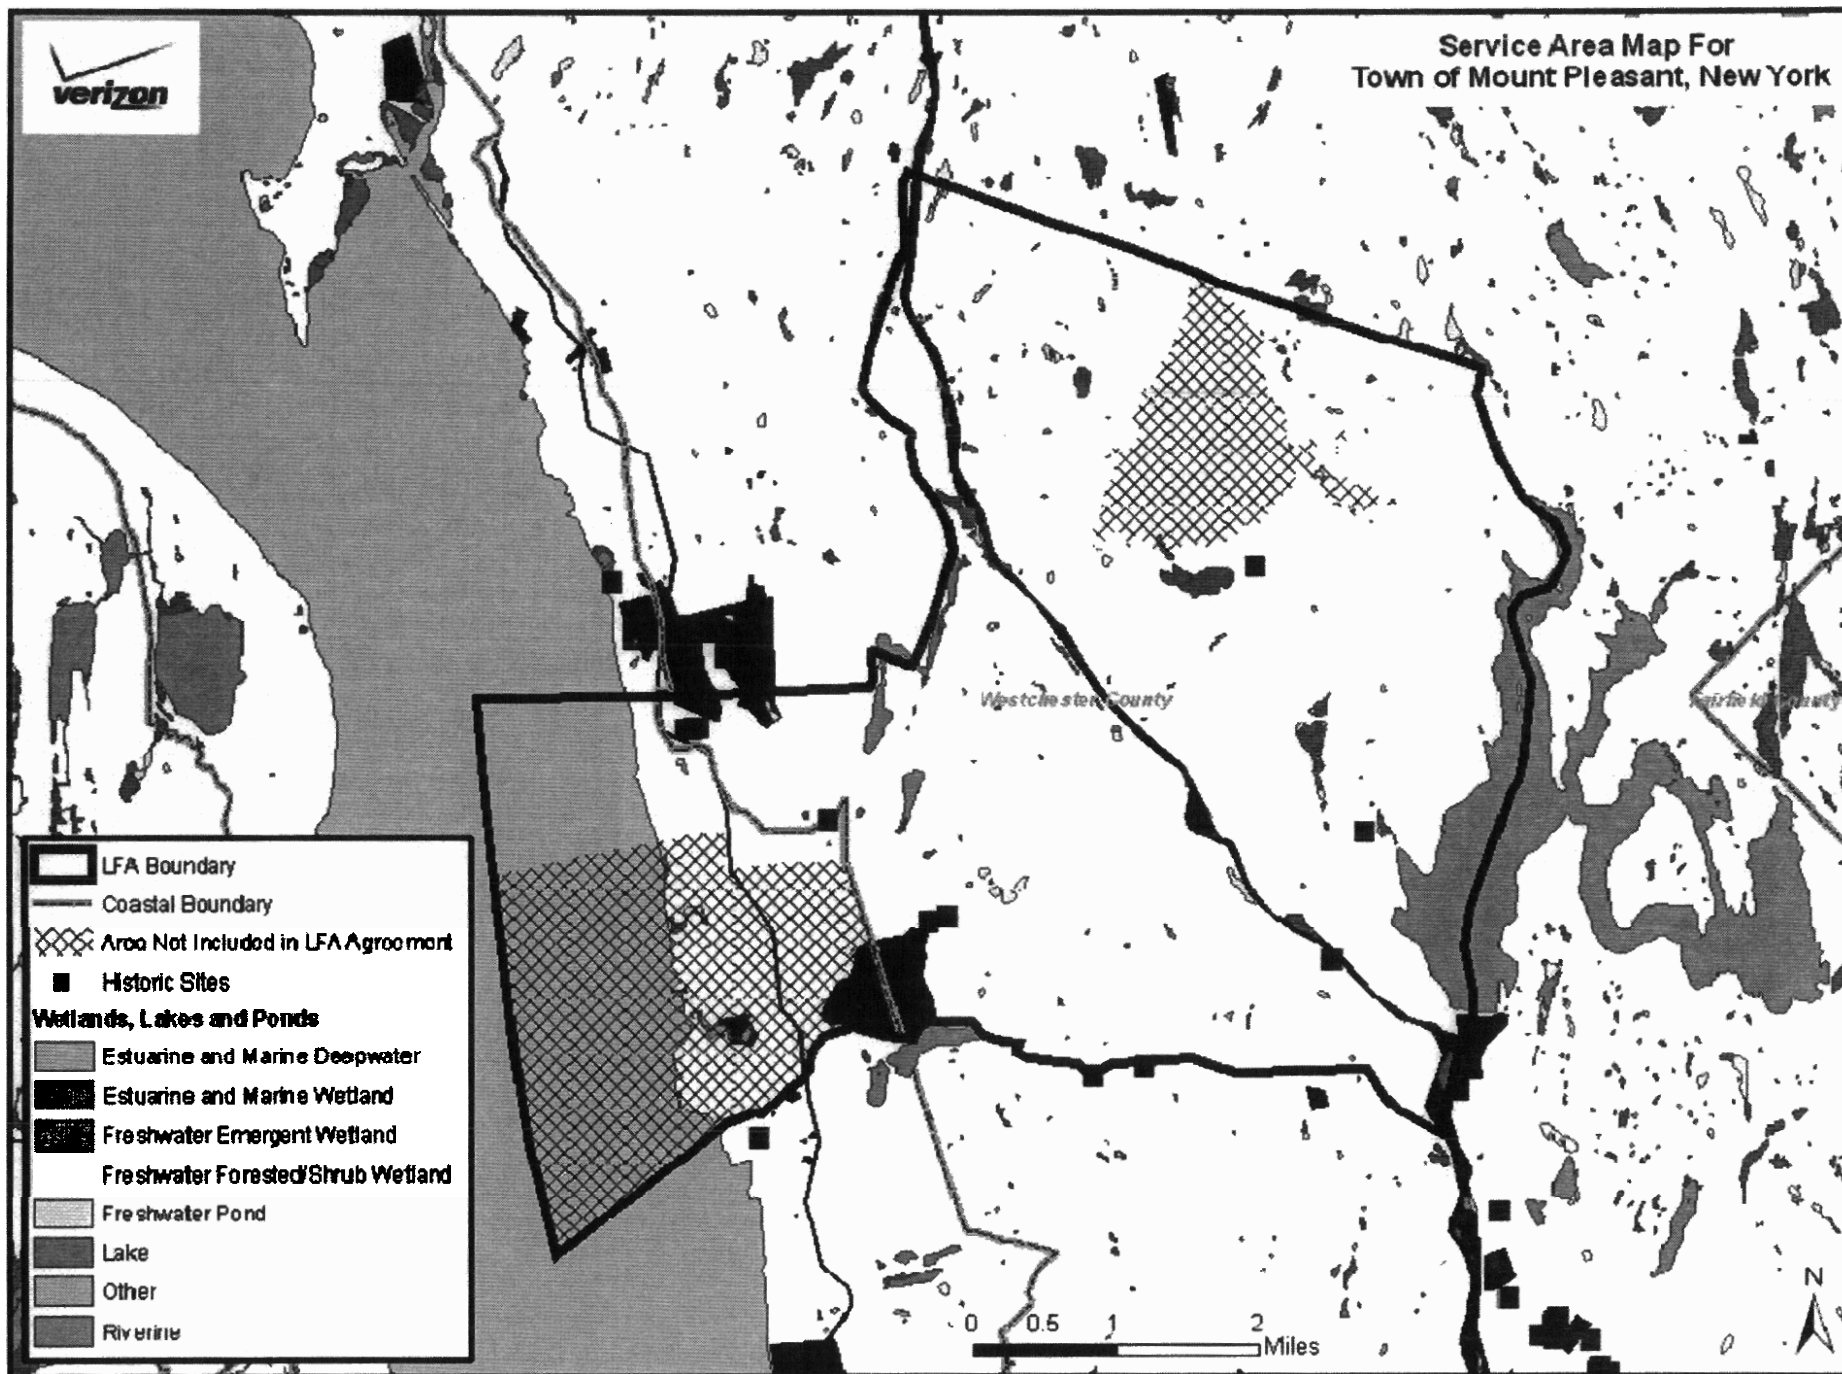 verizon
Service Area Map For
Town of Mount Pleasant, New York
Westchester County
Fairfield County
LFA Boundary
Coastal Boundary
Area Not Included in LFA Agreement
Historic Sites
Wetlands, Lakes and Ponds
Estuarine and Marine Deepwater
Estuarine and Marine Wetland
Freshwater Emergent Wetland
Freshwater Forested/Shrub Wetland
Freshwater Pond
Lake
Other
Riverine
0 0.5 1 2
Miles
N